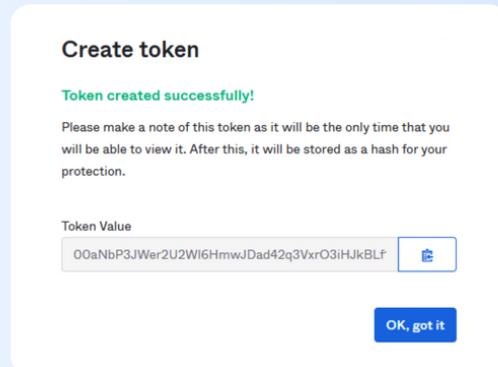 Create token
Token created successfully!
Please make a note of this token as it will be the only time that you
will be able to view it. After this, it will be stored as a hash for your
protection.
Token Value
00aNbP3JWer2U2WI6HmwJDad42q3VxrO3iHJkBLf
OK, got it